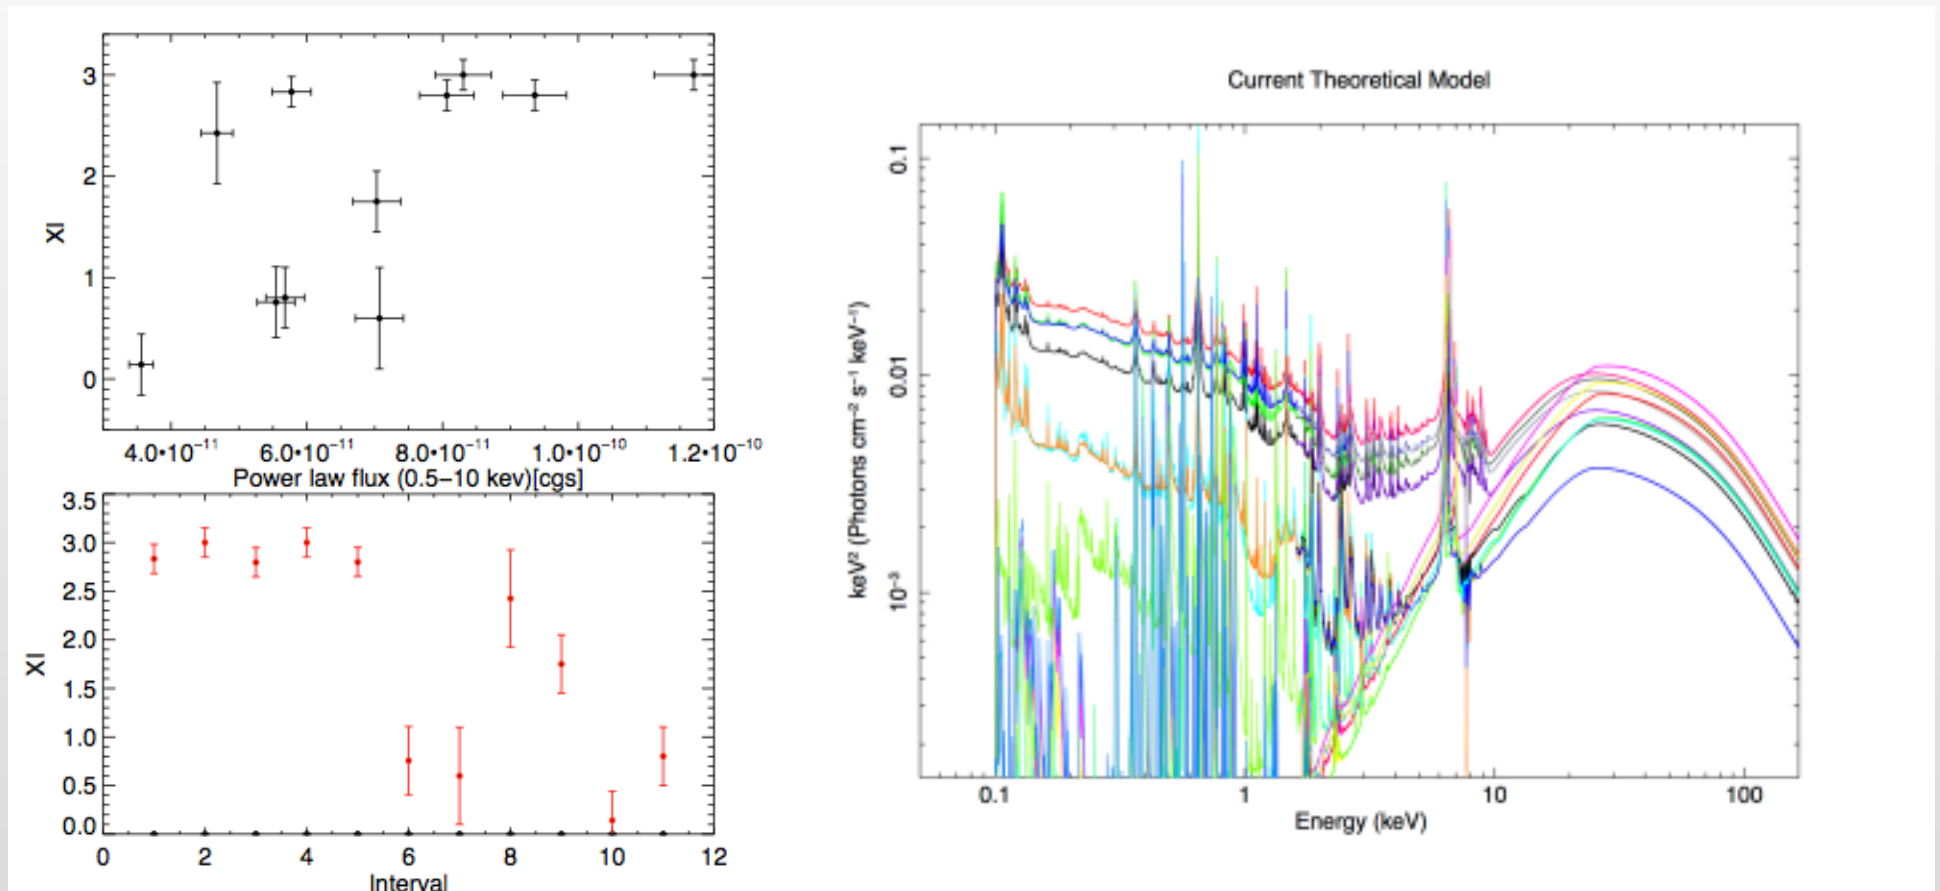 3
2
1
0
XI
4.0•10⁻¹¹ 6.0•10⁻¹¹ 8.0•10⁻¹¹ 1.0•10⁻¹⁰ 1.2•10⁻¹⁰
Power law flux (0.5–10 kev)[cgs]
3.5
3.0
2.5
2.0
1.5
1.0
0.5
0.0
XI
0 2 4 6 8 10 12
Interval
Current Theoretical Model
0.1
0.01
10⁻³
keV² (Photons cm⁻² s⁻¹ keV⁻¹)
0.1 1 10 100
Energy (keV)